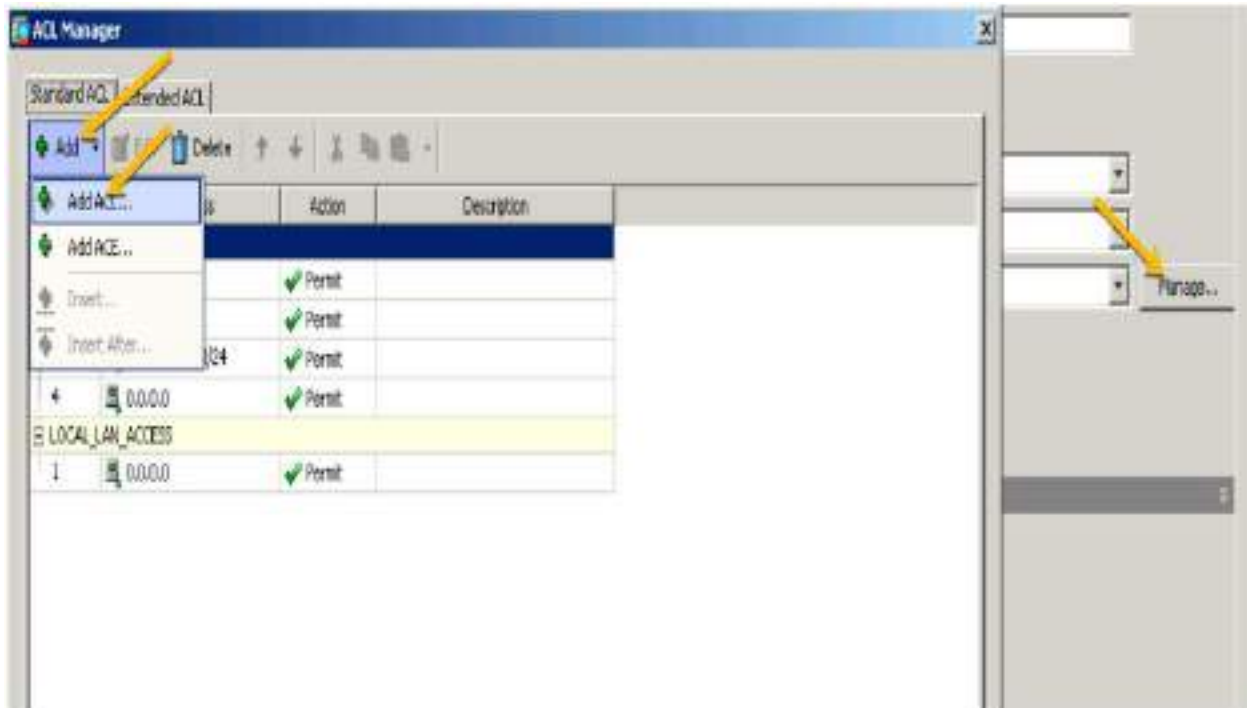 ACL Manager
Standard ACL
Extended ACL
Add
Delete
Add ACL...
Add ACE...
Insert...
Insert After...
Action
Description
Permit
Permit
/24
Permit
4 0.0.0.0
Permit
LOCAL_LAN_ACCESS
1 0.0.0.0
Permit
Manage...